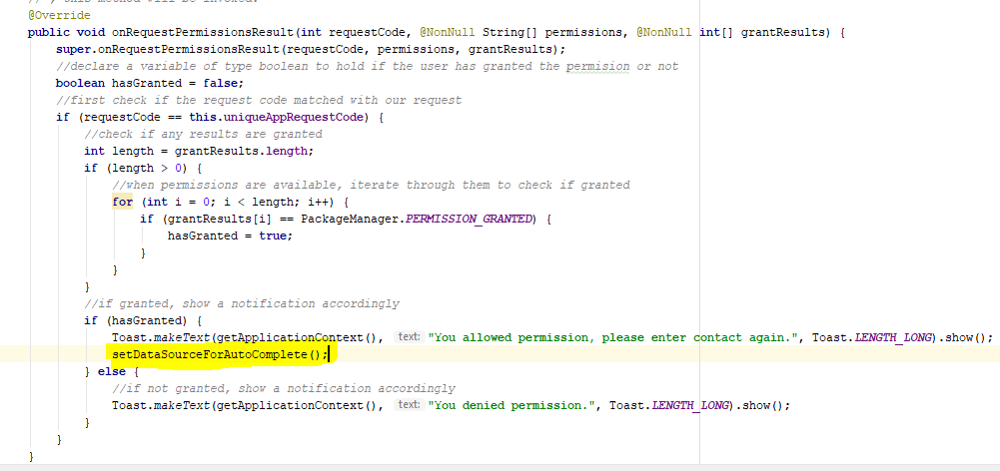 // , this method will be invoked.
@Override
public void onRequestPermissionsResult(int requestCode, @NonNull String[] permissions, @NonNull int[] grantResults) {
super.onRequestPermissionsResult(requestCode, permissions, grantResults);
//declare a variable of type boolean to hold if the user has granted the permision or not
boolean hasGranted = false;
//first check if the request code matched with our request
if (requestCode == this.uniqueAppRequestCode) {
//check if any results are granted
int length = grantResults.length;
if (length > 0) {
//when permissions are available, iterate through them to check if granted
for (int i = 0; i < length; i++) {
if (grantResults[i] == PackageManager.PERMISSION_GRANTED) {
hasGranted = true;
}
}
}
//if granted, show a notification accordingly
if (hasGranted) {
Toast.makeText(getApplicationContext(), text: "You allowed permission, please enter contact again.", Toast.LENGTH_LONG).show();
setDataSourceForAutoComplete();
} else {
//if not granted, show a notification accordingly
Toast.makeText(getApplicationContext(), text: "You denied permission.", Toast.LENGTH_LONG).show();
}
}
}